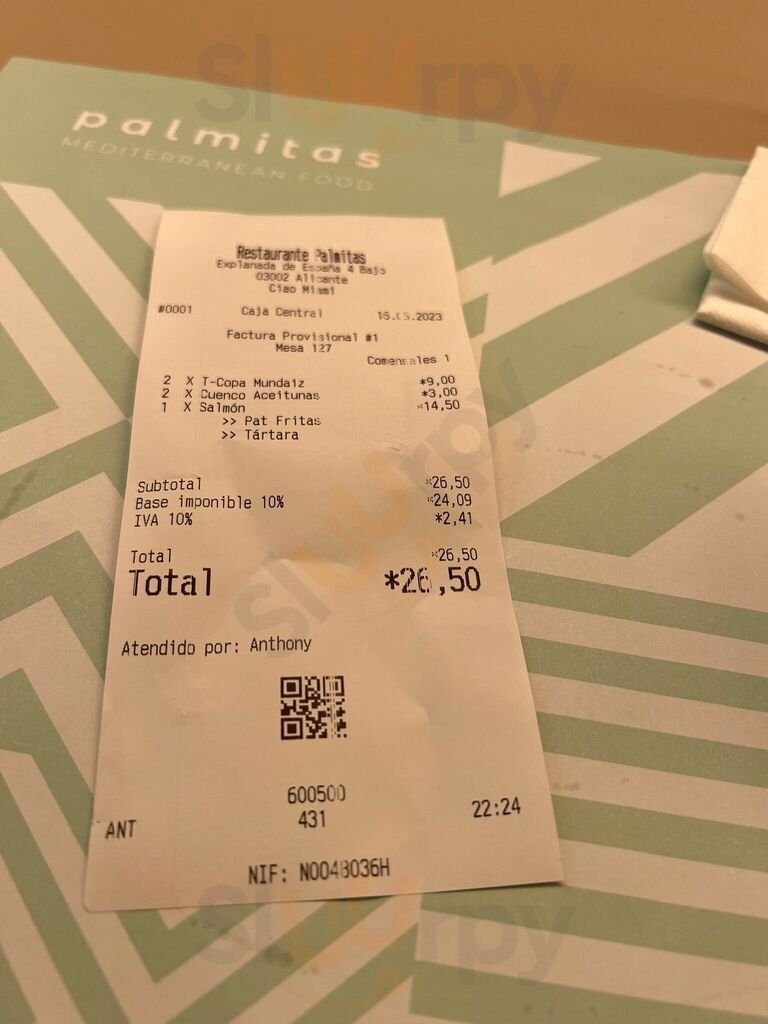 Sluurpy
palmitas
MEDITERRANEAN FOOD
Restaurante Palmitas
Explanada de España 4 Bajo
03002 Alicante
Ciao Miami
#0001 Caja Central 2023
Factura Provisional #1
Mesa 127
Comensales 1
2 X T-Copa Mundaiz *9,00
2 X Cuenco Aceitunas *3,00
1 X Salmón *14,50
>> Pat Fritas
>> Tártara
Subtotal *26,50
Base imponible 10% *24,09
IVA 10% *2,41
Total *26,50
Total *26,50
Atendido por: Anthony
Sluurpy
600500
ANT 431 22:24
NIF: N0048036H
Sluurpy